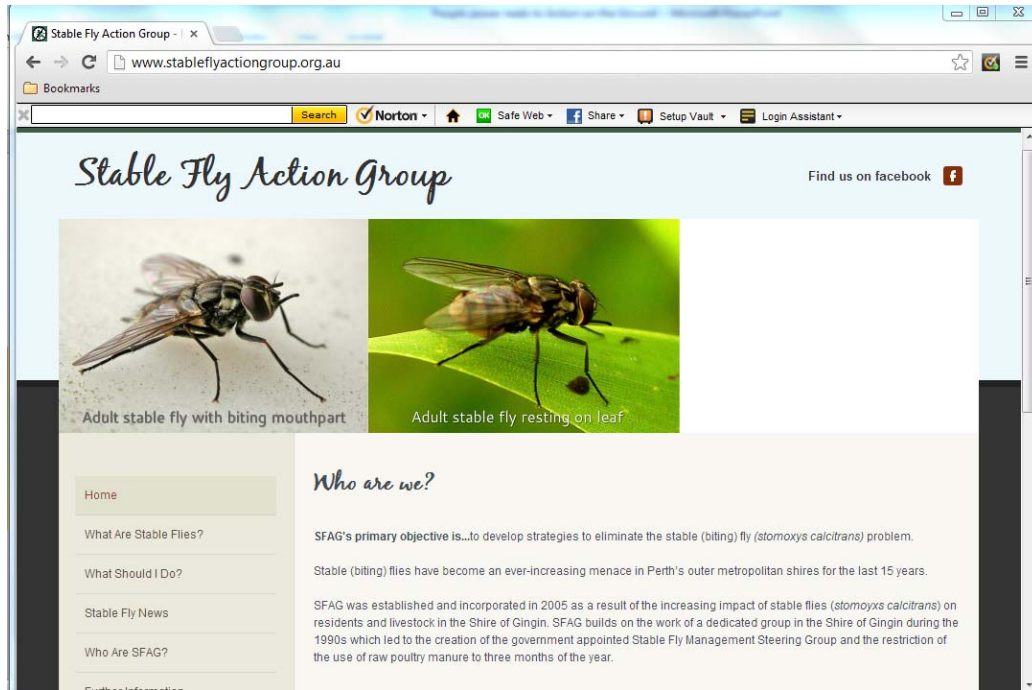 Stable Fly Action Group -
www.stableflyactiongroup.org.au
Bookmarks
Search Norton OK Safe Web Share Setup Vault Login Assistant
Stable Fly Action Group
Find us on facebook
Adult stable fly with biting mouthpart
Adult stable fly resting on leaf
Home
What Are Stable Flies?
What Should I Do?
Stable Fly News
Who Are SFAG?
Further Information
Who are we?
SFAG's primary objective is...to develop strategies to eliminate the stable (biting) fly (stomoxys calcitrans) problem.
Stable (biting) flies have become an ever-increasing menace in Perth's outer metropolitan shires for the last 15 years.
SFAG was established and incorporated in 2005 as a result of the increasing impact of stable flies (stomoyxs calcitrans) on
residents and livestock in the Shire of Gingin. SFAG builds on the work of a dedicated group in the Shire of Gingin during the
1990s which led to the creation of the government appointed Stable Fly Management Steering Group and the restriction of
the use of raw poultry manure to three months of the year.